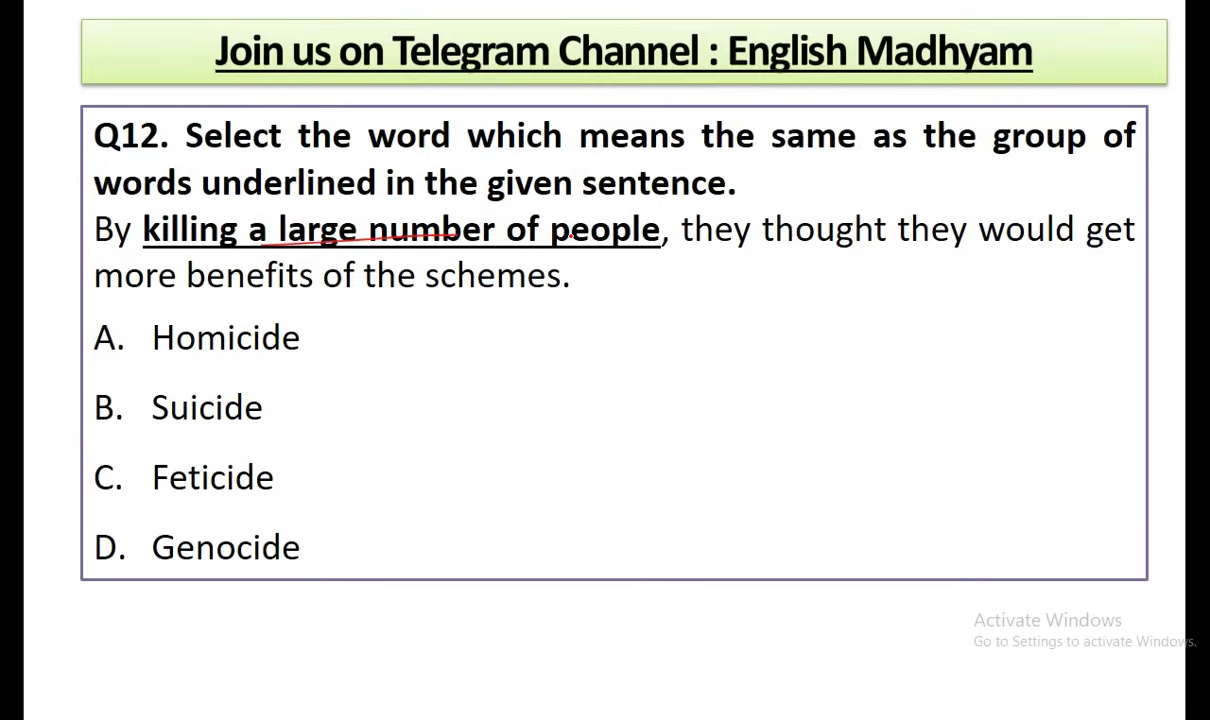 Join us on Telegram Channel : English Madhyam
Q12. Select the word which means the same as the group of
words underlined in the given sentence.
By killing a large number of people, they thought they would get
more benefits of the schemes.
A. Homicide
B. Suicide
C. Feticide
D. Genocide
Activate Windows
Go to Settings to activate Windows.